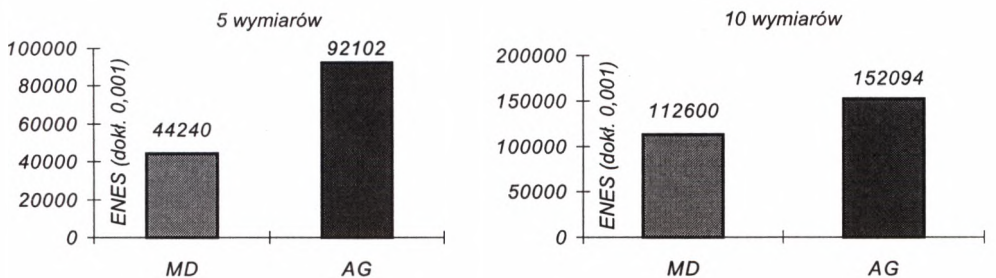 5 wymiarów
100000
80000
60000
40000
20000
0
ENES (dokł. 0,001)
44240
92102
MD
AG
10 wymiarów
200000
150000
100000
50000
0
ENES (dokł. 0,001)
112600
152094
MD
AG